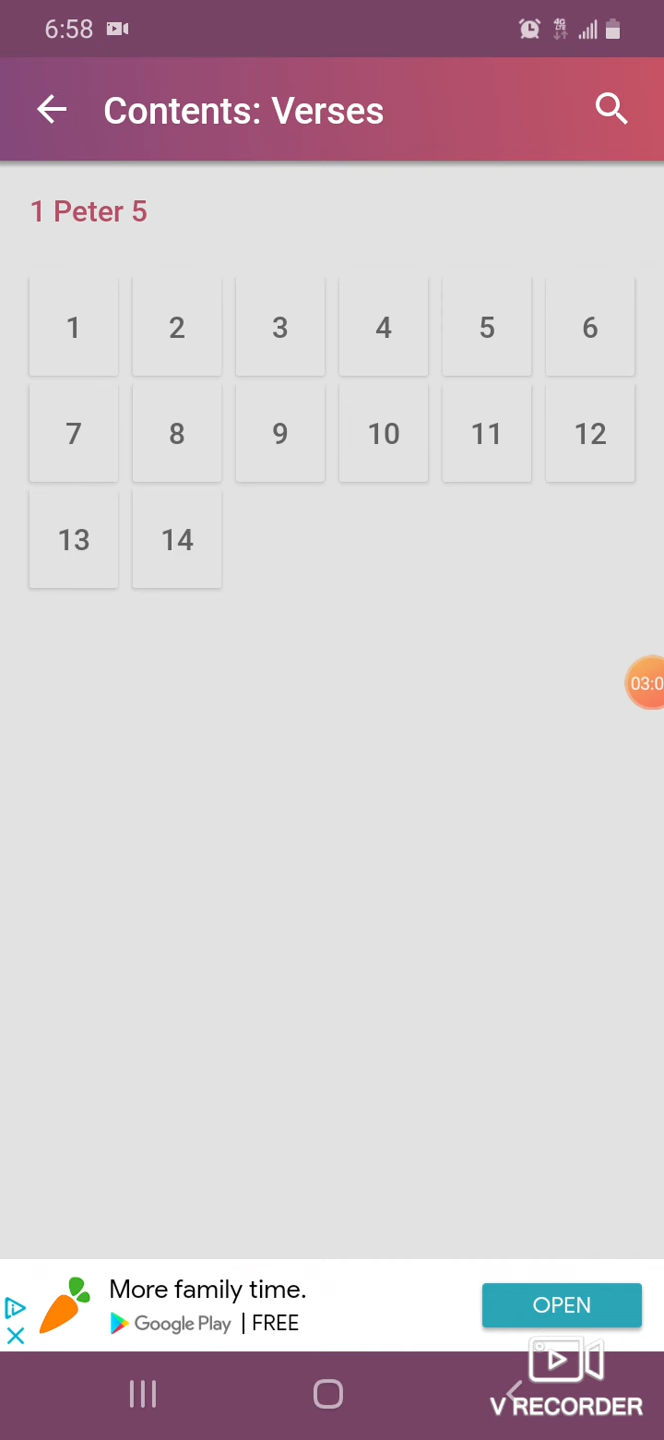 6:58
Contents: Verses
1 Peter 5
1 2 3 4 5 6
7 8 9 10 11 12
13 14
03:0
More family time.
Google Play | FREE
OPEN
V RECORDER